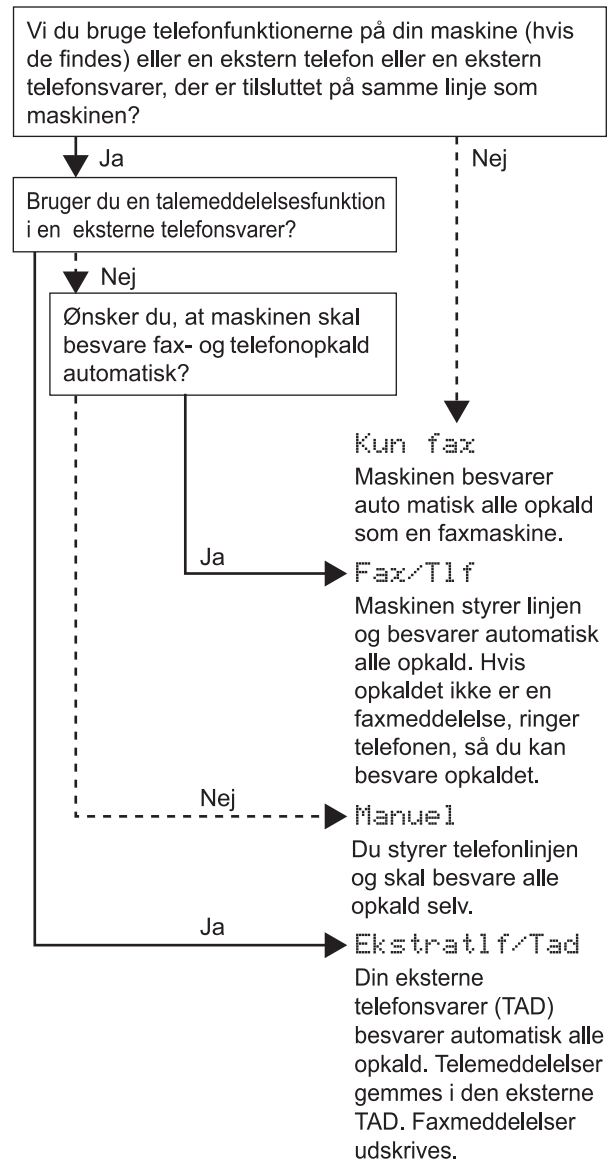 Vi du bruge telefonfunktionerne på din maskine (hvis
de findes) eller en ekstern telefon eller en ekstern
telefonsvarer, der er tilsluttet på samme linje som
maskinen?
Ja
Nej
Bruger du en talemeddelelsesfunktion
i en eksterne telefonsvarer?
Nej
Ønsker du, at maskinen skal
besvare fax- og telefonopkald
automatisk?
Kun fax
Maskinen besvarer
auto matisk alle opkald
som en faxmaskine.
Ja
Fax/Tlf
Maskinen styrer linjen
og besvarer automatisk
alle opkald. Hvis
opkaldet ikke er en
faxmeddelelse, ringer
telefonen, så du kan
besvare opkaldet.
Nej
Manuel
Du styrer telefonlinjen
og skal besvare alle
opkald selv.
Ja
Ekstratlf/Tad
Din eksterne
telefonsvarer (TAD)
besvarer automatisk alle
opkald. Telemeddelelser
gemmes i den eksterne
TAD. Faxmeddelelser
udskrives.